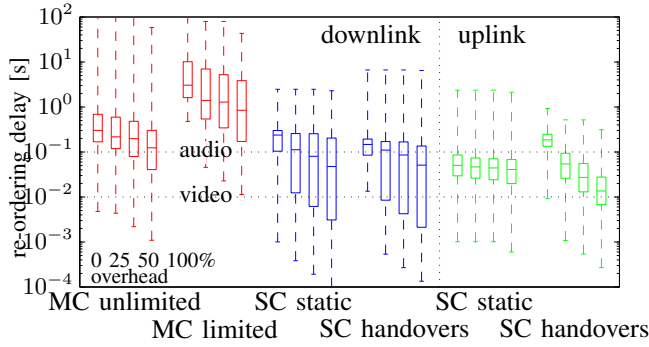 re-ordering delay [s]
10^2
10^1
10^0
10^-1
10^-2
10^-3
10^-4
downlink
uplink
audio
video
0 25 50 100%
overhead
MC unlimited
SC static
SC static
MC limited
SC handovers
SC handovers